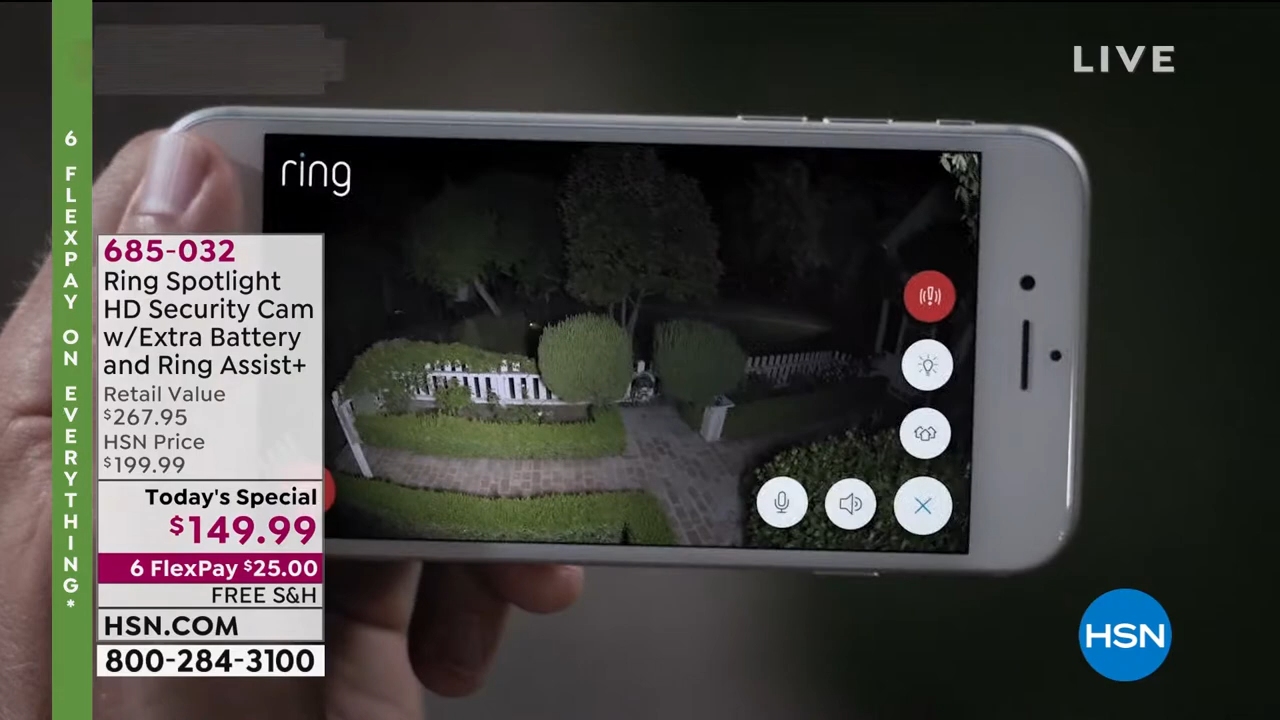 LIVE
6 FLEXPAY ON EVERYTHING*
ring
685-032
Ring Spotlight
HD Security Cam
w/Extra Battery
and Ring Assist+
Retail Value
$267.95
HSN Price
$199.99
Today's Special
$149.99
6 FlexPay $25.00
FREE S&H
HSN.COM
800-284-3100
HSN